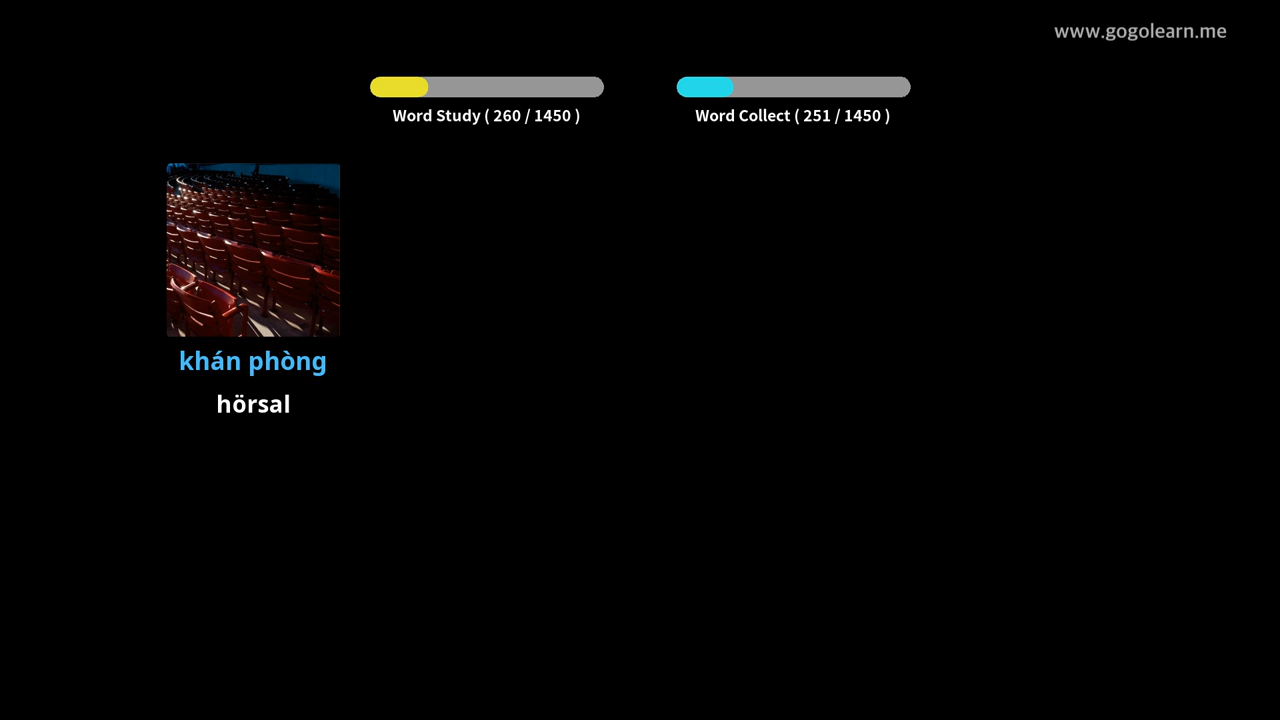 www.gogolearn.me
Word Study ( 260 / 1450 )
Word Collect ( 251 / 1450 )
khán phòng
hörsal